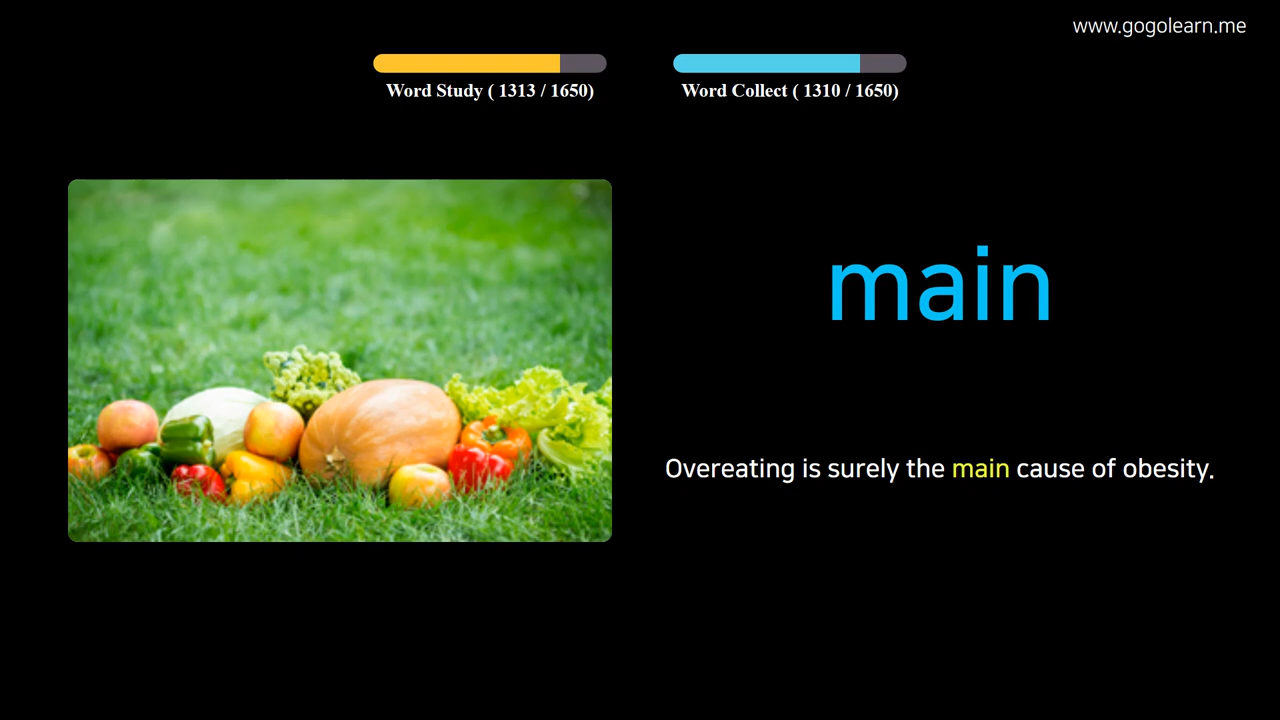 www.gogolearn.me
Word Study ( 1313 / 1650)
Word Collect ( 1310 / 1650)
main
Overeating is surely the main cause of obesity.